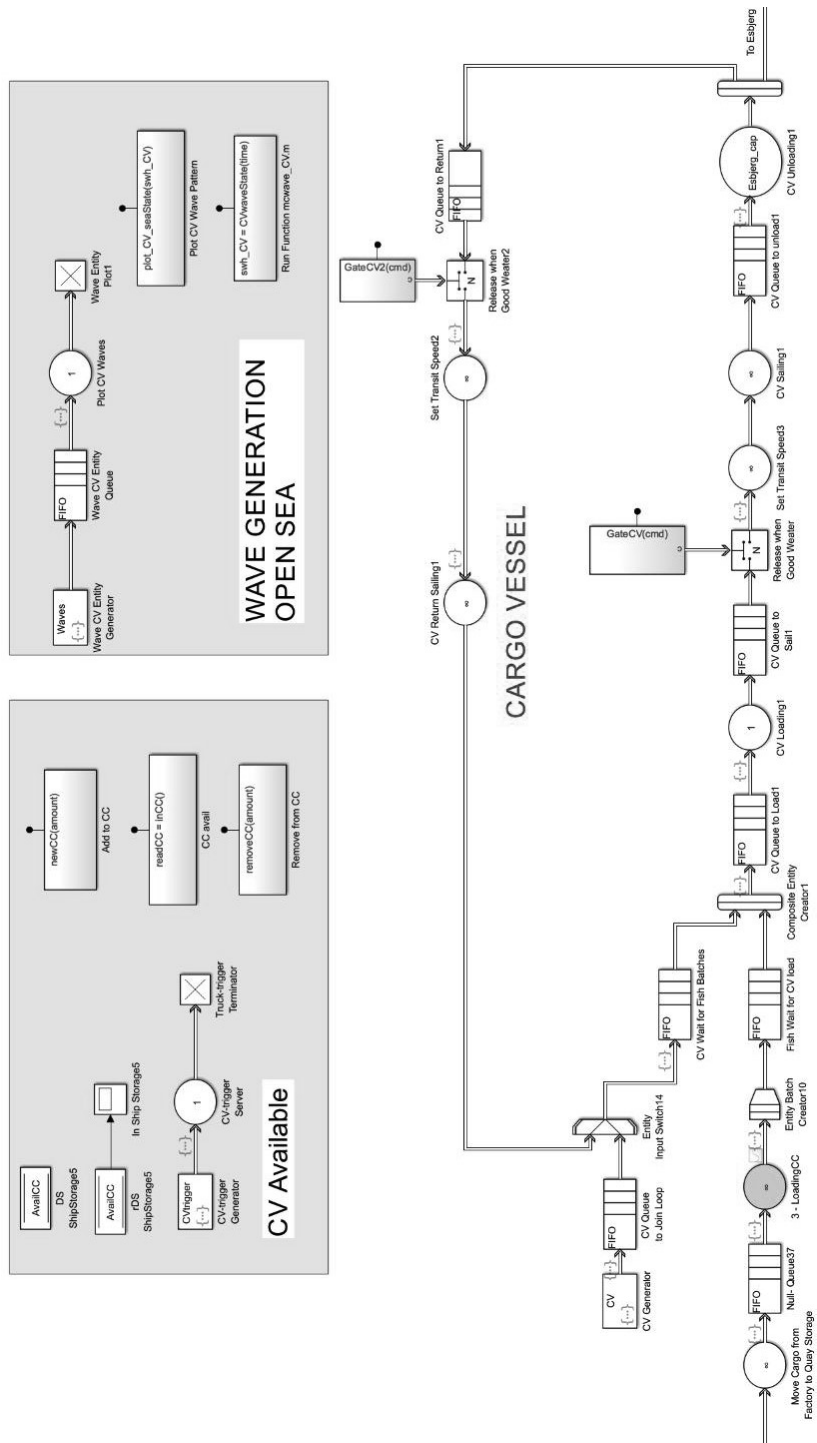 AvailCC
DS
ShipStorage5
AvailCC
rDS
ShipStorage5
In Ship Storage5
CVtrigger
{...}
CV-trigger
Generator
{...}
1
CV-trigger
Server
Truck-trigger
Terminator
CV Available
newCC(amount)
Add to CC
readCC = inCC()
CC avail
removeCC(amount)
Remove from CC
Waves
{...}
Wave CV Entity
Generator
FIFO
Wave CV Entity
Queue
{...}
1
Plot CV Waves
Wave Entity
Plot1
WAVE GENERATION
OPEN SEA
plot_CV_seaState(swh_CV)
Plot CV Wave Pattern
swh_CV = CVwaveState(time)
Run Function mcwave_CV.m
GateCV2(cmd)
c
∞
{...}
CV Return Sailing1
∞
{...}
Set Transit Speed2
N
Release when
Good Weater2
FIFO
CV Queue to Return1
CARGO VESSEL
GateCV(cmd)
c
CV
{...}
CV Generator
{...}
FIFO
{...}
CV Queue
to Join Loop
Entity
Input Switch14
{...}
FIFO
CV Wait for Fish Batches
∞
Move Cargo from
Factory to Quay Storage
{...}
FIFO
Null- Queue37
{...}
∞
3 - LoadingCC
{...}
Entity Batch
Creator10
FIFO
Fish Wait for CV load
Composite Entity
Creator1
{...}
FIFO
CV Queue to Load1
{...}
1
CV Loading1
FIFO
CV Queue to
Sail1
N
Release when
Good Weater
{...}
∞
Set Transit Speed3
∞
CV Sailing1
FIFO
CV Queue to unload1
{...}
Esbjerg_cap
CV Unloading1
To Esbjerg